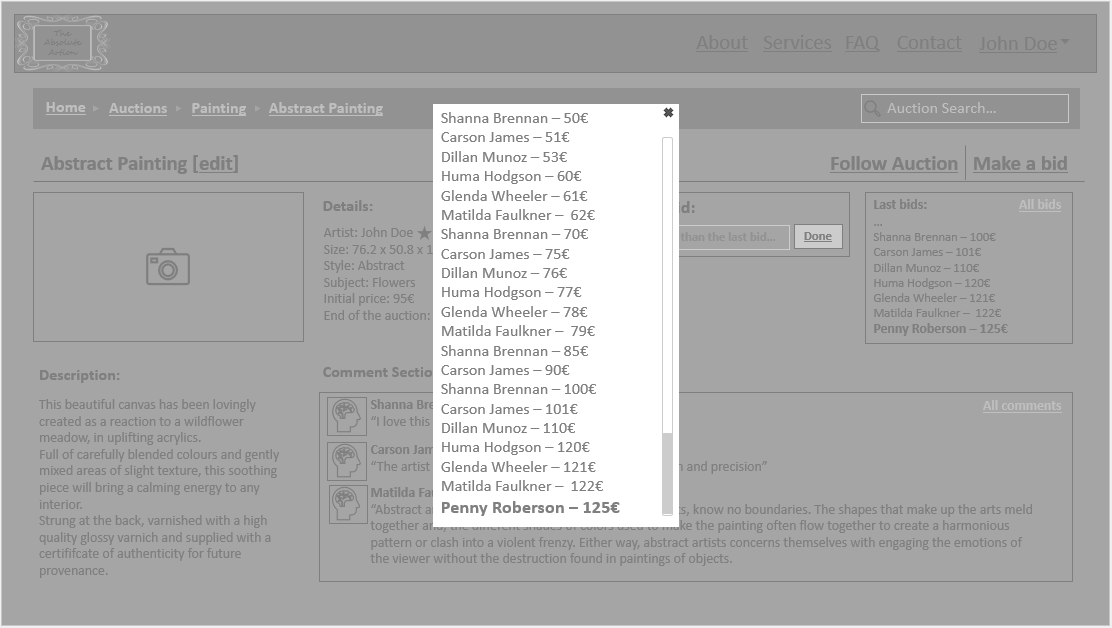 The
Absolute
Action
About Services FAQ Contact John Doe
Home Auctions Painting Abstract Painting
Auction Search...
Abstract Painting [edit]
Follow Auction Make a bid
Details:
Artist: John Doe ★
Size: 76.2 x 50.8 x 1
Style: Abstract
Subject: Flowers
Initial price: 95€
End of the auction:
d:
than the last bid... Done
Last bids: All bids
...
Shanna Brennan – 100€
Carson James – 101€
Dillan Munoz – 110€
Huma Hodgson – 120€
Glenda Wheeler – 121€
Matilda Faulkner – 122€
Penny Roberson – 125€
Shanna Brennan – 50€
Carson James – 51€
Dillan Munoz – 53€
Huma Hodgson – 60€
Glenda Wheeler – 61€
Matilda Faulkner – 62€
Shanna Brennan – 70€
Carson James – 75€
Dillan Munoz – 76€
Huma Hodgson – 77€
Glenda Wheeler – 78€
Matilda Faulkner – 79€
Shanna Brennan – 85€
Carson James – 90€
Shanna Brennan – 100€
Carson James – 101€
Dillan Munoz – 110€
Huma Hodgson – 120€
Glenda Wheeler – 121€
Matilda Faulkner – 122€
Penny Roberson – 125€
Description:
This beautiful canvas has been lovingly
created as a reaction to a wildflower
meadow, in uplifting acrylics.
Full of carefully blended colours and gently
mixed areas of slight texture, this soothing
piece will bring a calming energy to any
interior.
Strung at the back, varnished with a high
quality glossy varnich and supplied with a
certififcate of authenticity for future
provenance.
Comment Sectio
All comments
Shanna Bre
"I love this
Carson Jam
"The artist n and precision"
Matilda Fau
"Abstract a ts, know no boundaries. The shapes that make up the arts meld
together and, the different shades of colors used to make the painting often flow together to create a harmonious
pattern or clash into a violent frenzy. Either way, abstract artists concerns themselves with engaging the emotions of
the viewer without the destruction found in paintings of objects.